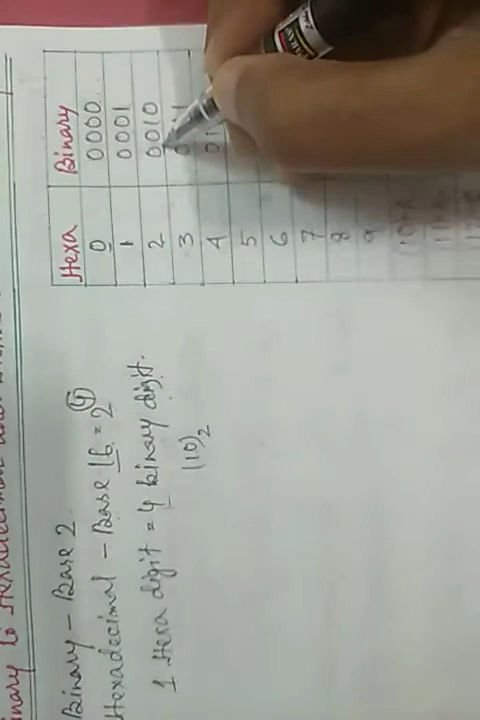 Binary to Hexadecimal and
Binary - Base 2
Hexadecimal - Base 16 = 2^4
1 Hexa digit = 4 binary digit.
(10)2
Hexa Binary
0 0000
1 0001
2 0010
3
4
5
6
7
8
9